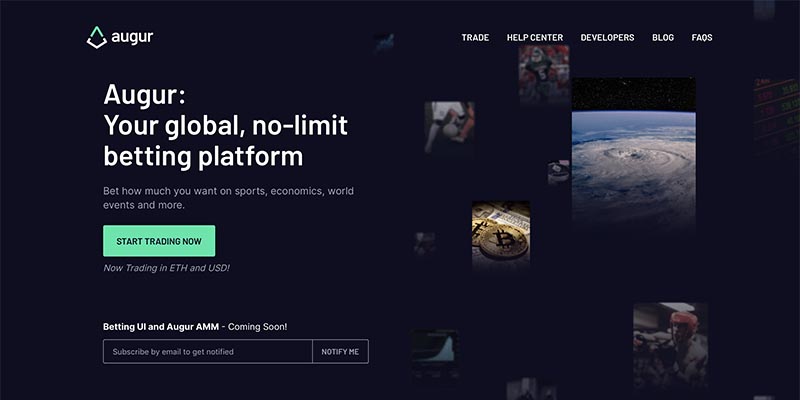 augur
TRADE
HELP CENTER
DEVELOPERS
BLOG
FAQS
Augur:
Your global, no-limit
betting platform
Bet how much you want on sports, economics, world
events and more.
START TRADING NOW
Now Trading in ETH and USD!
Betting UI and Augur AMM - Coming Soon!
Subscribe by email to get notified
NOTIFY ME